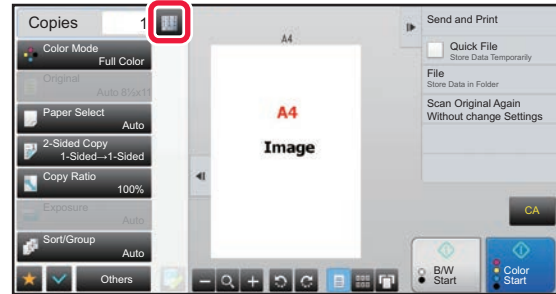 Copies
1
Color Mode
Full Color
Original
Auto 8½x11
Paper Select
Auto
2-Sided Copy
1-Sided→1-Sided
Copy Ratio
100%
Exposure
Auto
Sort/Group
Auto
Others
A4
A4
Image
Send and Print
Quick File
Store Data Temporarily
File
Store Data in Folder
Scan Original Again
Without change Settings
CA
B/W
Start
Color
Start